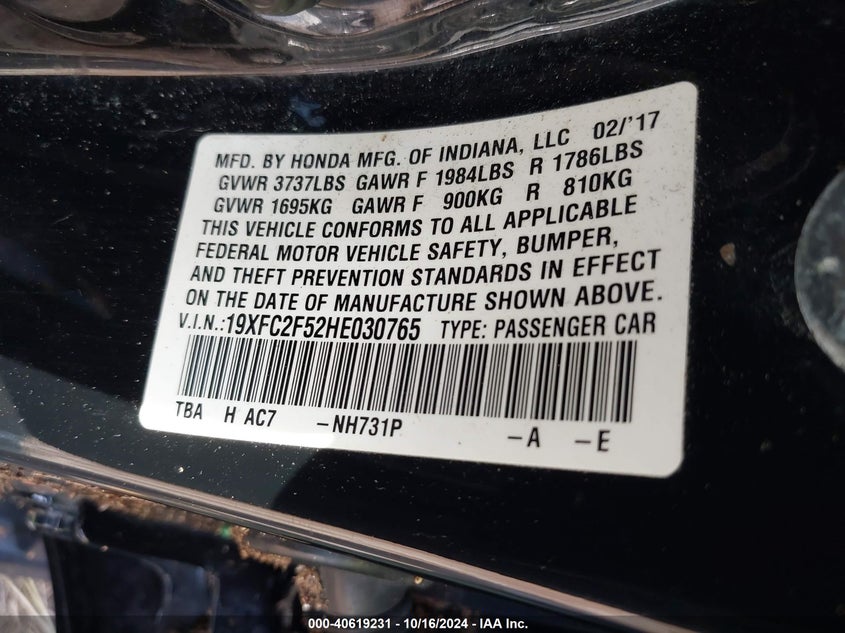 MFD. BY HONDA MFG. OF INDIANA, LLC 02/'17
GVWR 3737LBS GAWR F 1984LBS R 1786LBS
GVWR 1695KG GAWR F 900KG R 810KG
THIS VEHICLE CONFORMS TO ALL APPLICABLE
FEDERAL MOTOR VEHICLE SAFETY, BUMPER,
AND THEFT PREVENTION STANDARDS IN EFFECT
ON THE DATE OF MANUFACTURE SHOWN ABOVE.
V.I.N.:19XFC2F52HE030765 TYPE: PASSENGER CAR
TBA H AC7 -NH731P -A -E
000-40619231 - 10/16/2024 - IAA Inc.